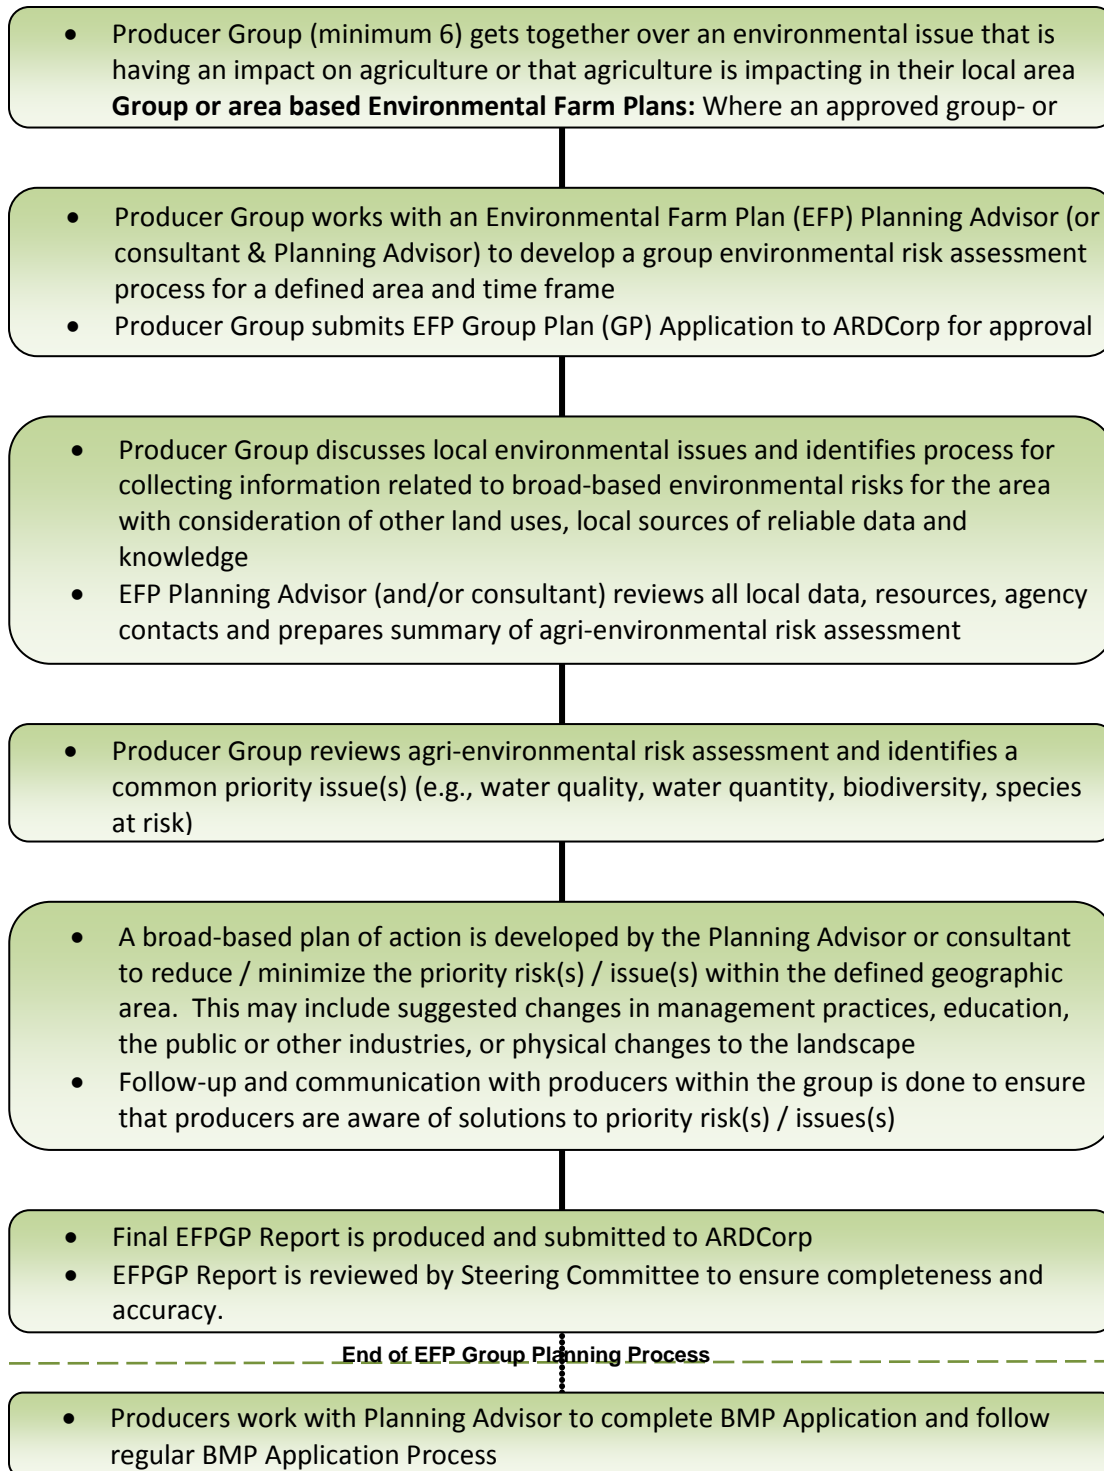 • Producer Group (minimum 6) gets together over an environmental issue that is
having an impact on agriculture or that agriculture is impacting in their local area
Group or area based Environmental Farm Plans: Where an approved group- or
• Producer Group works with an Environmental Farm Plan (EFP) Planning Advisor (or
consultant & Planning Advisor) to develop a group environmental risk assessment
process for a defined area and time frame
• Producer Group submits EFP Group Plan (GP) Application to ARDCorp for approval
• Producer Group discusses local environmental issues and identifies process for
collecting information related to broad-based environmental risks for the area
with consideration of other land uses, local sources of reliable data and
knowledge
• EFP Planning Advisor (and/or consultant) reviews all local data, resources, agency
contacts and prepares summary of agri-environmental risk assessment
• Producer Group reviews agri-environmental risk assessment and identifies a
common priority issue(s) (e.g., water quality, water quantity, biodiversity, species
at risk)
• A broad-based plan of action is developed by the Planning Advisor or consultant
to reduce / minimize the priority risk(s) / issue(s) within the defined geographic
area. This may include suggested changes in management practices, education,
the public or other industries, or physical changes to the landscape
• Follow-up and communication with producers within the group is done to ensure
that producers are aware of solutions to priority risk(s) / issues(s)
• Final EFPGP Report is produced and submitted to ARDCorp
• EFPGP Report is reviewed by Steering Committee to ensure completeness and
accuracy.
End of EFP Group Planning Process
• Producers work with Planning Advisor to complete BMP Application and follow
regular BMP Application Process